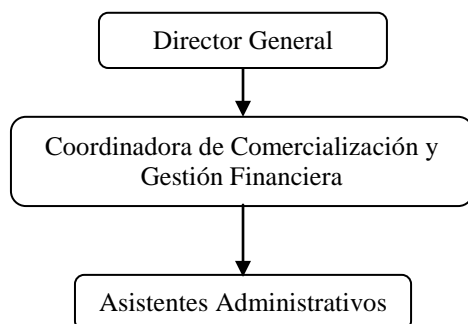 Director General
Coordinadora de Comercialización y
Gestión Financiera
Asistentes Administrativos